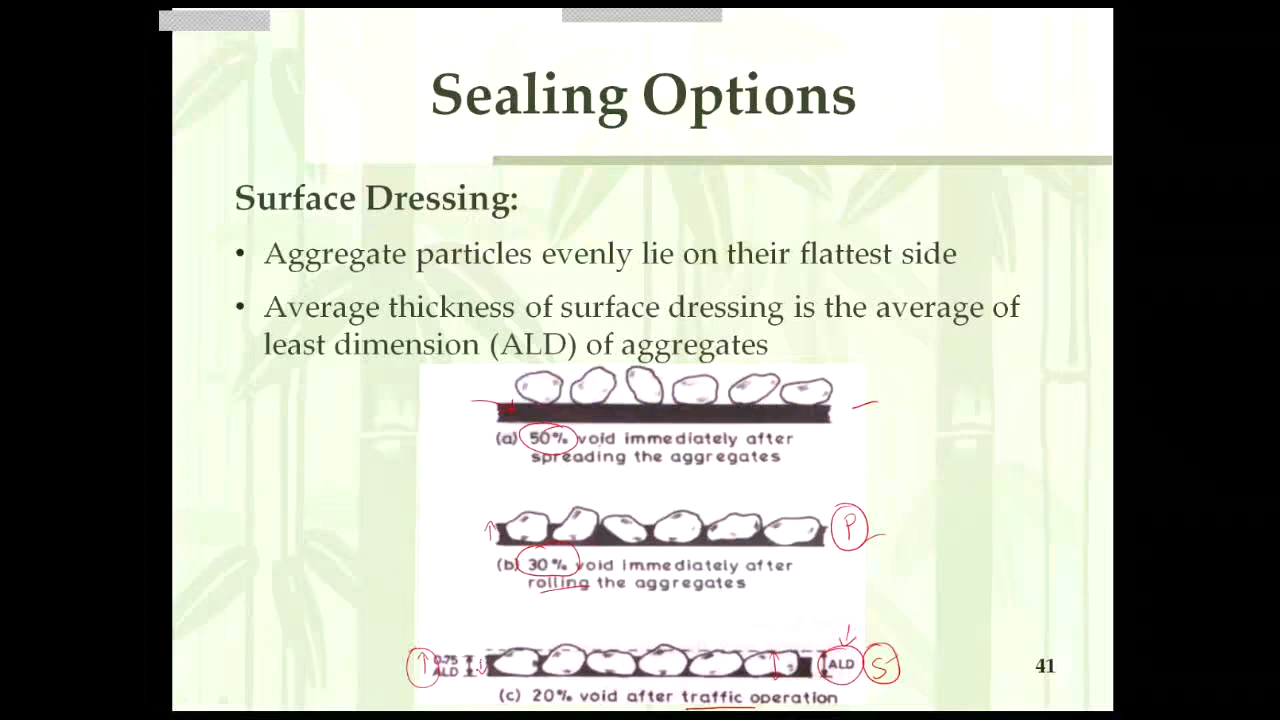 Sealing Options
Surface Dressing:
• Aggregate particles evenly lie on their flattest side
• Average thickness of surface dressing is the average of
least dimension (ALD) of aggregates
(a) 50% void immediately after
spreading the aggregates
P
(b) 30% void immediately after
rolling the aggregates
0.75
ALD
ALD
S
41
(c) 20% void after traffic operation